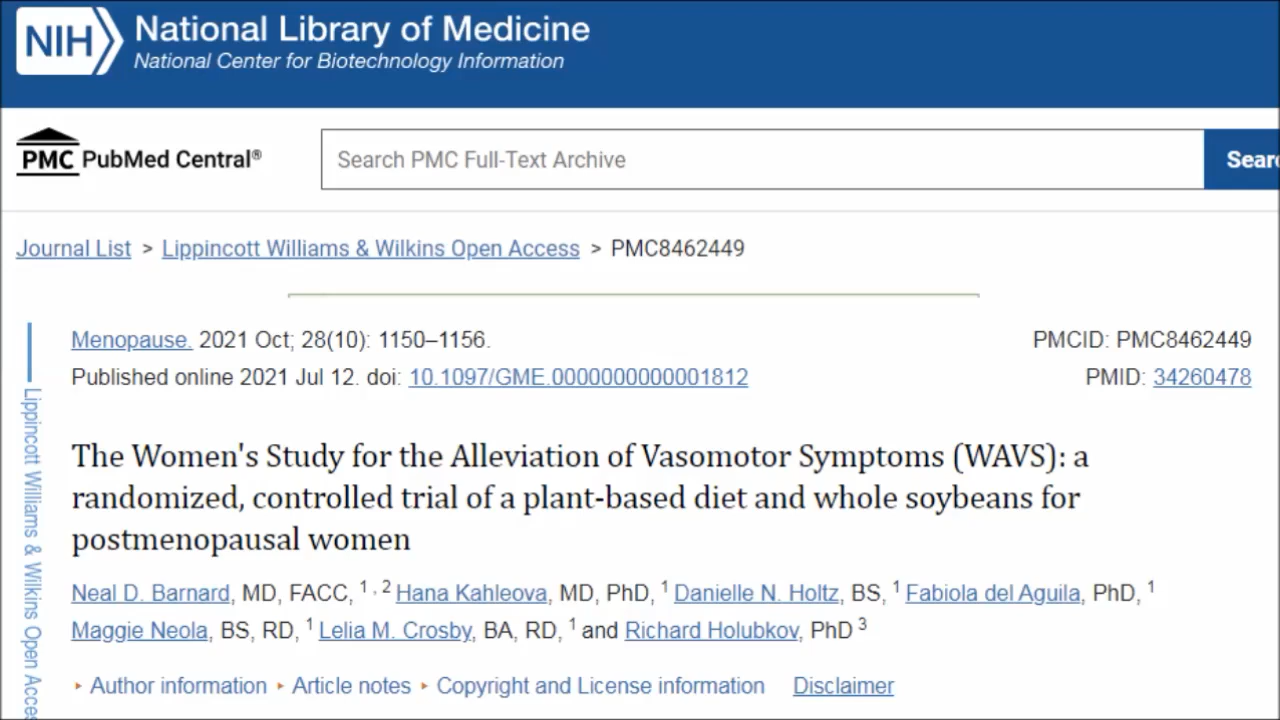 NIH National Library of Medicine
National Center for Biotechnology Information
PMC PubMed Central®
Search PMC Full-Text Archive
Journal List > Lippincott Williams & Wilkins Open Access > PMC8462449
Menopause. 2021 Oct; 28(10): 1150–1156.
PMCID: PMC8462449
Published online 2021 Jul 12. doi: 10.1097/GME.0000000000001812
PMID: 34260478
The Women's Study for the Alleviation of Vasomotor Symptoms (WAVS): a
randomized, controlled trial of a plant-based diet and whole soybeans for
postmenopausal women
Neal D. Barnard, MD, FACC, 1, 2 Hana Kahleova, MD, PhD, 1 Danielle N. Holtz, BS, 1 Fabiola del Aguila, PhD, 1
Maggie Neola, BS, RD, 1 Lelia M. Crosby, BA, RD, 1 and Richard Holubkov, PhD 3
▸ Author information ▸ Article notes ▸ Copyright and License information Disclaimer
Lippincott Williams & Wilkins Open